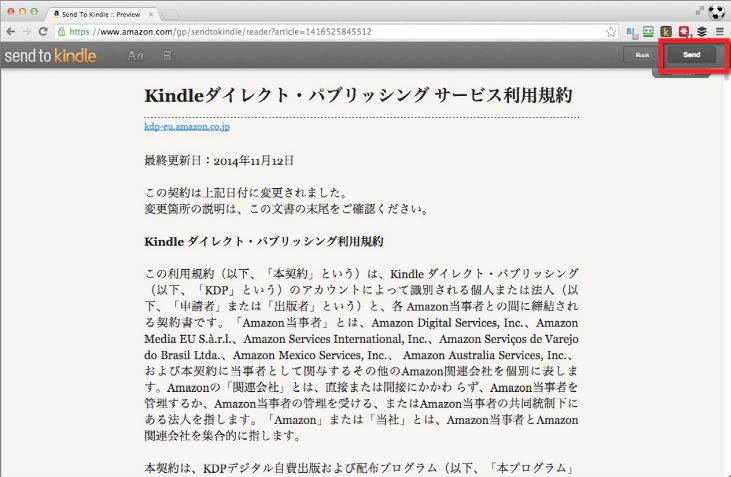 Send To Kindle :: Preview
https://www.amazon.com/gp/sendtokindle/reader?article=1416525845512
send to kindle
Aa
Book
Send
Kindleダイレクト・パブリッシング サービス利用規約
kdp-eu.amazon.co.jp
最終更新日：2014年11月12日
この契約は上記日付に変更されました。
変更箇所の説明は、この文書の末尾をご確認ください。
Kindle ダイレクト・パブリッシング利用規約
この利用規約（以下、「本契約」という）は、Kindle ダイレクト・パブリッシング
（以下、「KDP」という）のアカウントによって識別される個人または法人（以
下、「申請者」または「出版者」という）と、各 Amazon当事者との間に締結され
る契約書です。「Amazon当事者」とは、Amazon Digital Services, Inc.、Amazon
Media EU S.à.r.l.、Amazon Services International, Inc.、Amazon Serviços de Varejo
do Brasil Ltda.、Amazon Mexico Services, Inc.、 Amazon Australia Services, Inc.、
および本契約に当事者として関与するその他のAmazon関連会社を個別に表しま
す。Amazonの「関連会社」とは、直接または間接にかかわ らず、Amazon当事者を
管理するか、Amazon当事者の管理を受ける、またはAmazon当事者の共同統制下に
ある法人を指します。「Amazon」または「当社」とは、Amazon当事者とAmazon
関連会社を集合的に指します。
本契約は、KDPデジタル自費出版および配布プログラム（以下、「本プログラム」